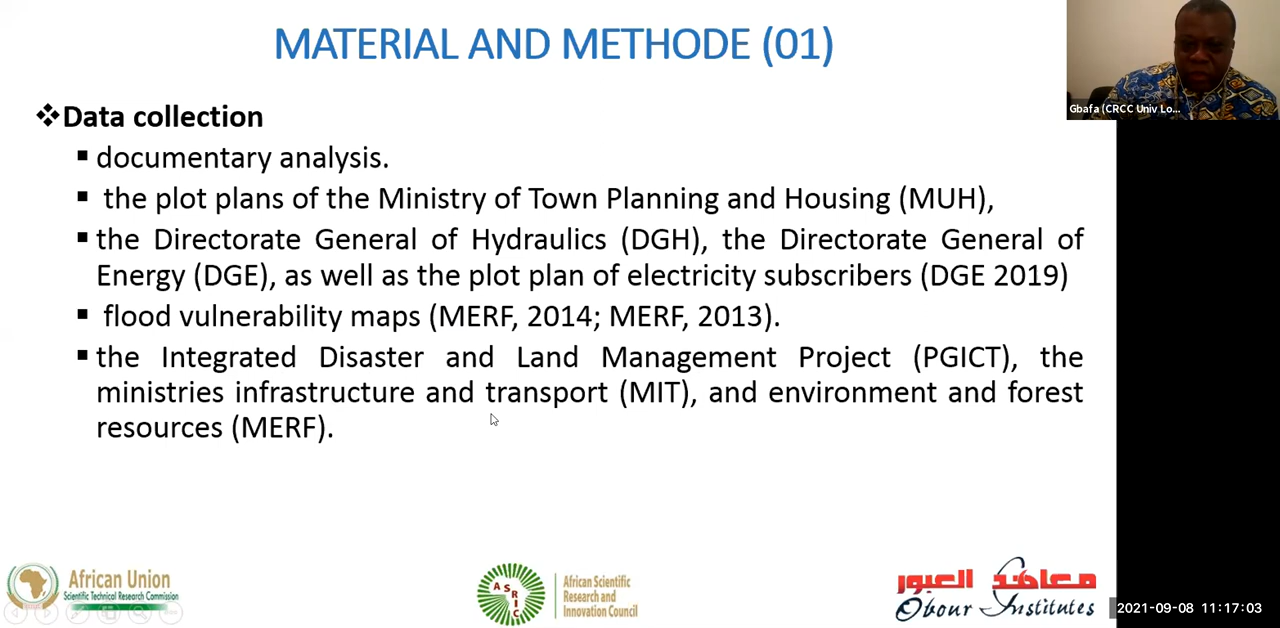 MATERIAL AND METHODE (01)
Gbafa (CRCC Univ Lo...
❖Data collection
▪ documentary analysis.
▪ the plot plans of the Ministry of Town Planning and Housing (MUH),
▪ the Directorate General of Hydraulics (DGH), the Directorate General of
Energy (DGE), as well as the plot plan of electricity subscribers (DGE 2019)
▪ flood vulnerability maps (MERF, 2014; MERF, 2013).
▪ the Integrated Disaster and Land Management Project (PGICT), the
ministries infrastructure and transport (MIT), and environment and forest
resources (MERF).
African Union
Scientific Technical Research Commission
ASRIC
African Scientific
Research and
Innovation Council
معاهد العبور
Obour Institutes
2021-09-08 11:17:03